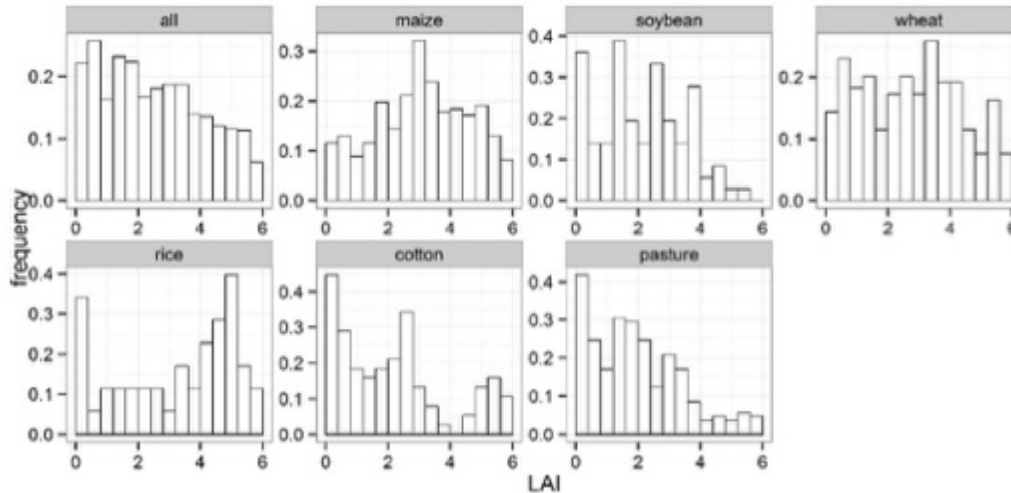 all maize soybean wheat
0.2 0.3 0.4 0.2
0.3
0.2
0.2
0.1 0.1 0.1
0.1
0.0 0.0 0.0 0.0
0 2 4 6 0 2 4 6 0 2 4 6 0 2 4 6
frequency
rice cotton pasture
0.4 0.4 0.4
0.3 0.3 0.3
0.2 0.2 0.2
0.1 0.1 0.1
0.0 0.0 0.0
0 2 4 6 0 2 4 6 0 2 4 6
LAI